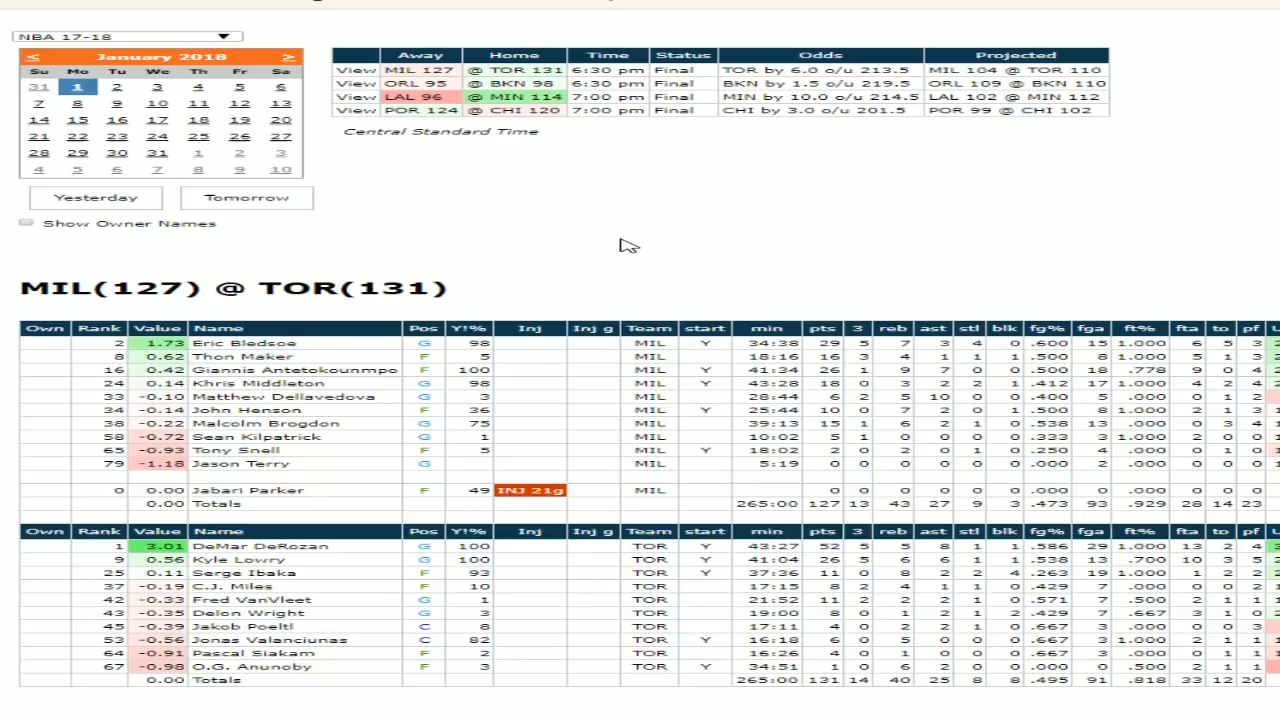 NBA 17-18
< January 2018 >
Su Mo Tu We Th Fr Sa
31 1 2 3 4 5 6
7 8 9 10 11 12 13
14 15 16 17 18 19 20
21 22 23 24 25 26 27
28 29 30 31 1 2 3
4 5 6 7 8 9 10
Yesterday Tomorrow
Show Owner Names
Away Home Time Status Odds Projected
View MIL 127 @ TOR 131 6:30 pm Final TOR by 6.0 o/u 213.5 MIL 104 @ TOR 110
View ORL 95 @ BKN 98 6:30 pm Final BKN by 1.5 o/u 219.5 ORL 109 @ BKN 110
View LAL 96 @ MIN 114 7:00 pm Final MIN by 10.0 o/u 214.5 LAL 102 @ MIN 112
View POR 124 @ CHI 120 7:00 pm Final CHI by 3.0 o/u 201.5 POR 99 @ CHI 102
Central Standard Time
MIL(127) @ TOR(131)
Own Rank Value Name Pos Y!% Inj Inj g Team start min pts 3 reb ast stl blk fg% fga ft% fta to pf
2 1.73 Eric Bledsoe G 98 MIL Y 34:38 29 5 7 3 4 0 .600 15 1.000 6 5 3
8 0.62 Thon Maker F 5 MIL 18:16 16 3 4 1 1 1 .500 8 1.000 5 1 3
16 0.42 Giannis Antetokounmpo F 100 MIL Y 41:34 26 1 9 7 0 0 .500 18 .778 9 0 4
24 0.14 Khris Middleton G 98 MIL Y 43:28 18 0 3 2 2 1 .412 17 1.000 4 2 4
33 -0.10 Matthew Dellavedova G 3 MIL 28:44 6 2 5 10 0 0 .400 5 .000 0 1 2
34 -0.14 John Henson F 36 MIL Y 25:44 10 0 7 2 0 1 .500 8 1.000 2 1 3
38 -0.22 Malcolm Brogdon G 75 MIL 39:13 15 1 6 2 1 0 .538 13 .000 0 3 4
58 -0.72 Sean Kilpatrick G 1 MIL 10:02 5 1 0 0 0 0 .333 3 1.000 2 0 0
65 -0.93 Tony Snell F 5 MIL Y 18:02 2 0 2 0 1 0 .250 4 .000 0 1 0
79 -1.18 Jason Terry G MIL 5:19 0 0 0 0 0 0 .000 2 .000 0 0 0
0 0.00 Jabari Parker F 49 INJ 21g MIL 0 0 0 0 0 0 .000 0 .000 0 0 0
0.00 Totals 265:00 127 13 43 27 9 3 .473 93 .929 28 14 23
Own Rank Value Name Pos Y!% Inj Inj g Team start min pts 3 reb ast stl blk fg% fga ft% fta to pf
1 3.01 DeMar DeRozan G 100 TOR Y 43:27 52 5 5 8 1 1 .586 29 1.000 13 2 4
9 0.56 Kyle Lowry G 100 TOR Y 41:04 26 5 6 6 1 1 .538 13 .700 10 3 5
25 0.11 Serge Ibaka F 93 TOR Y 37:36 11 0 8 2 2 4 .263 19 1.000 1 2 2
37 -0.19 C.J. Miles F 10 TOR 17:15 8 2 4 1 1 0 .429 7 .000 0 0 2
42 -0.33 Fred VanVleet G 1 TOR 21:52 11 2 2 2 1 0 .571 7 .500 2 1 1
43 -0.35 Delon Wright G 3 TOR 19:00 8 0 1 2 1 2 .429 7 .667 3 1 0
45 -0.39 Jakob Poeltl C 8 TOR 17:11 4 0 2 2 1 0 .667 3 1.000 2 0
53 -0.56 Jonas Valanciunas C 82 TOR Y 16:18 6 0 5 0 0 0 .667 3 1.000 2 1 1
64 -0.91 Pascal Siakam F 2 TOR 16:26 4 0 1 0 0 0 .667 3 .000 0 1 1
67 -0.98 O.G. Anunoby F 3 TOR Y 34:51 1 0 6 2 0 0 .000 0 .500 2 1
0.00 Totals 265:00 131 14 40 25 8 8 .495 91 .818 33 12 20